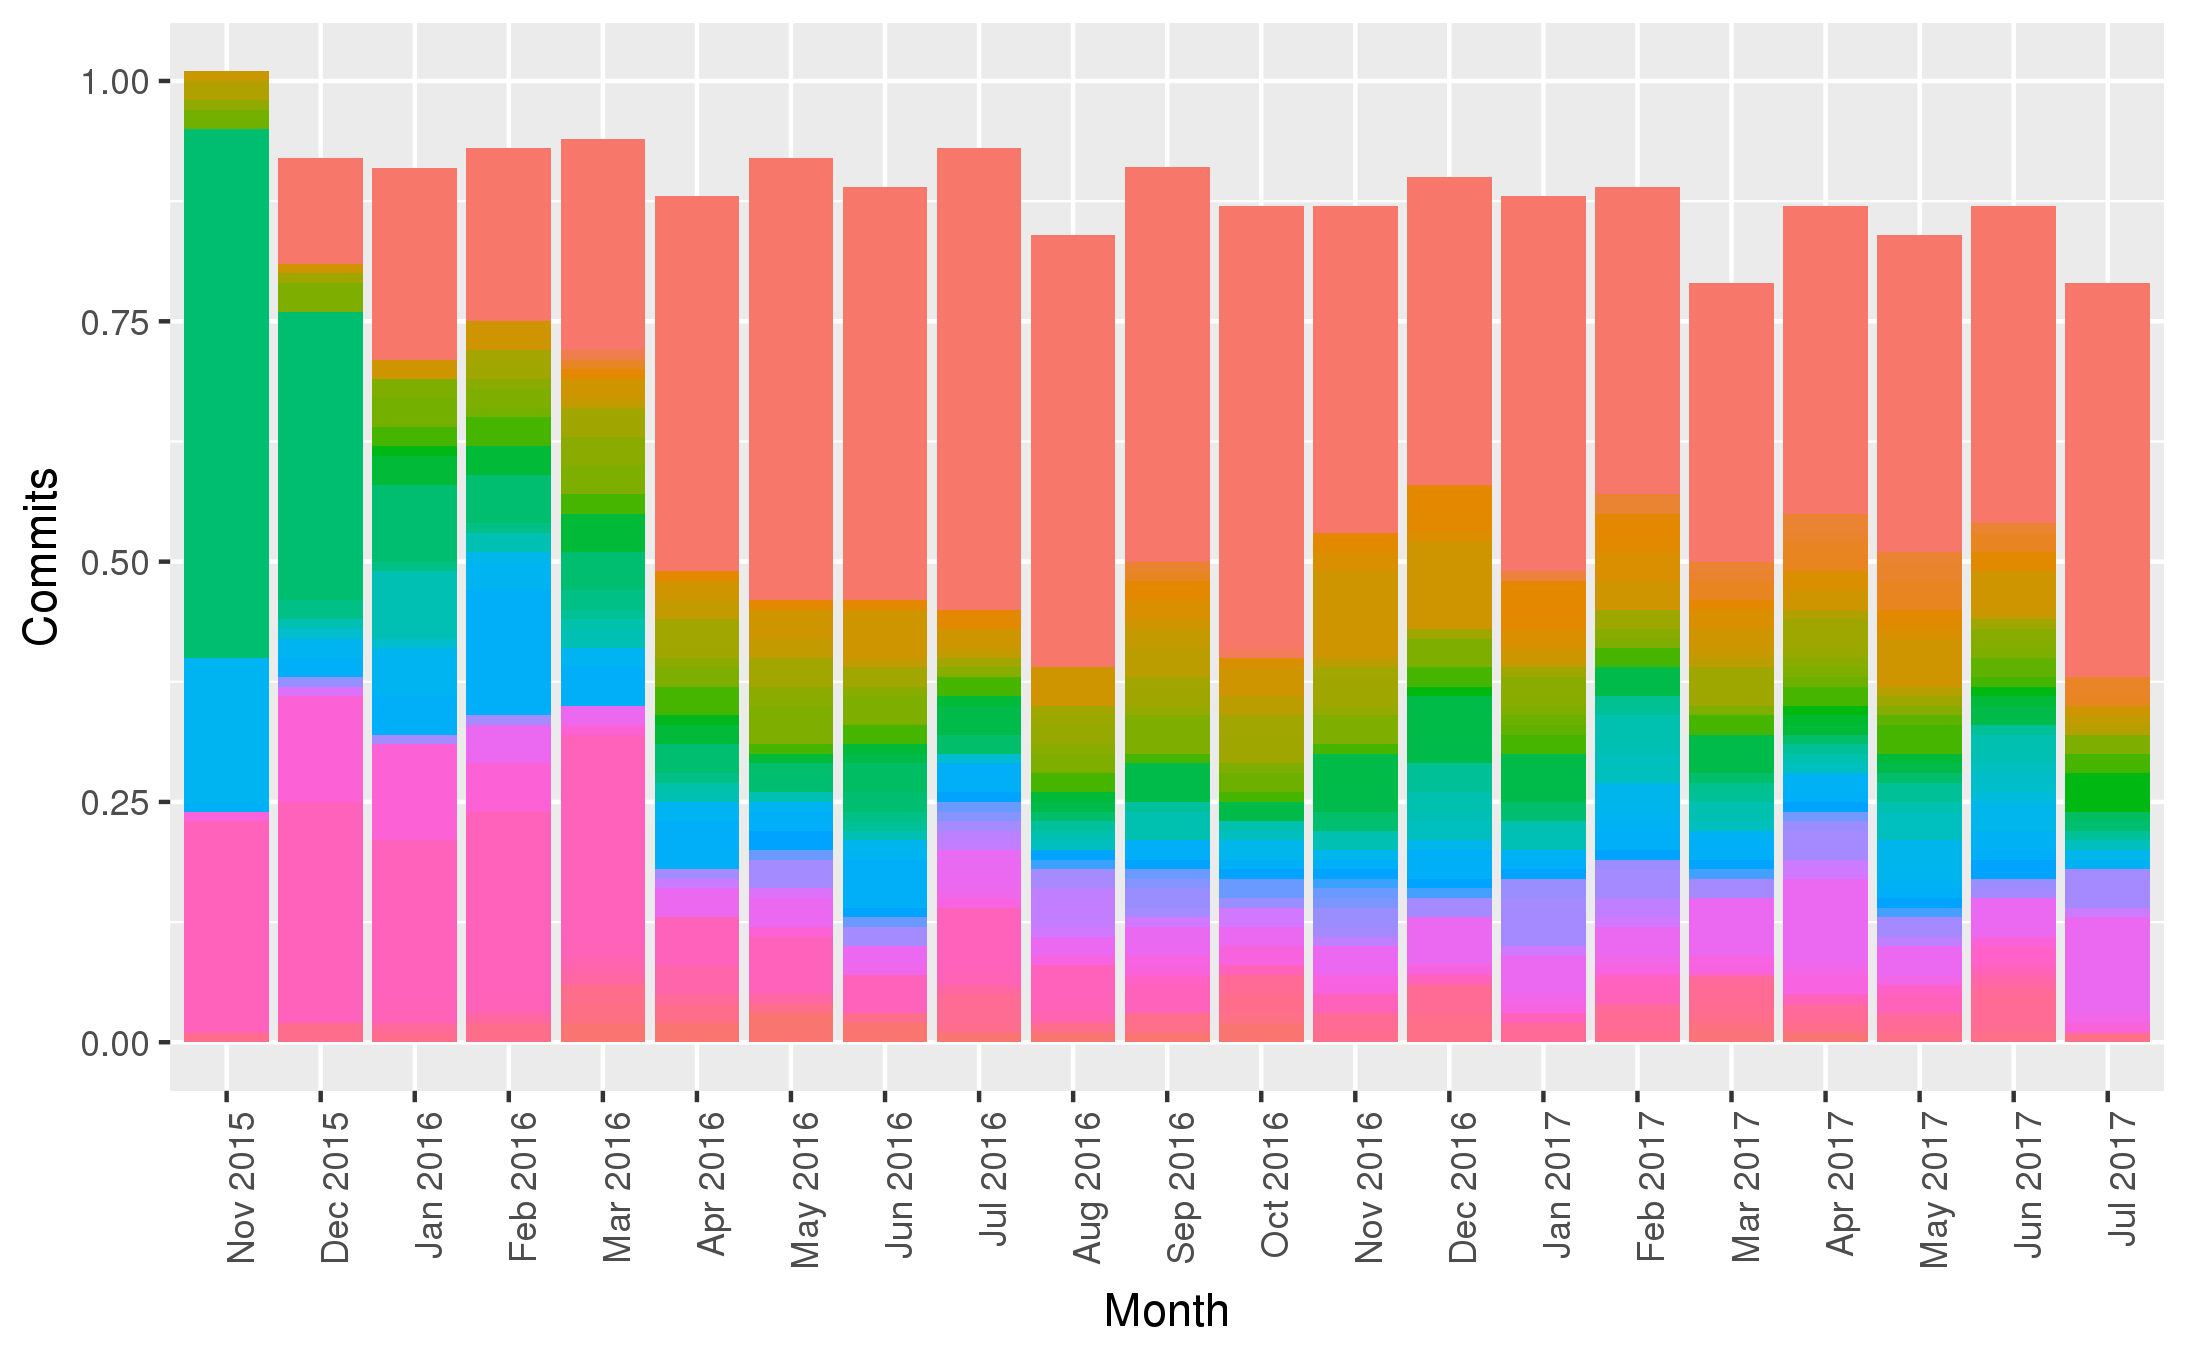 Commits
1.00
0.75
0.50
0.25
0.00
Nov 2015
Dec 2015
Jan 2016
Feb 2016
Mar 2016
Apr 2016
May 2016
Jun 2016
Jul 2016
Aug 2016
Sep 2016
Oct 2016
Nov 2016
Dec 2016
Jan 2017
Feb 2017
Mar 2017
Apr 2017
May 2017
Jun 2017
Jul 2017
Month